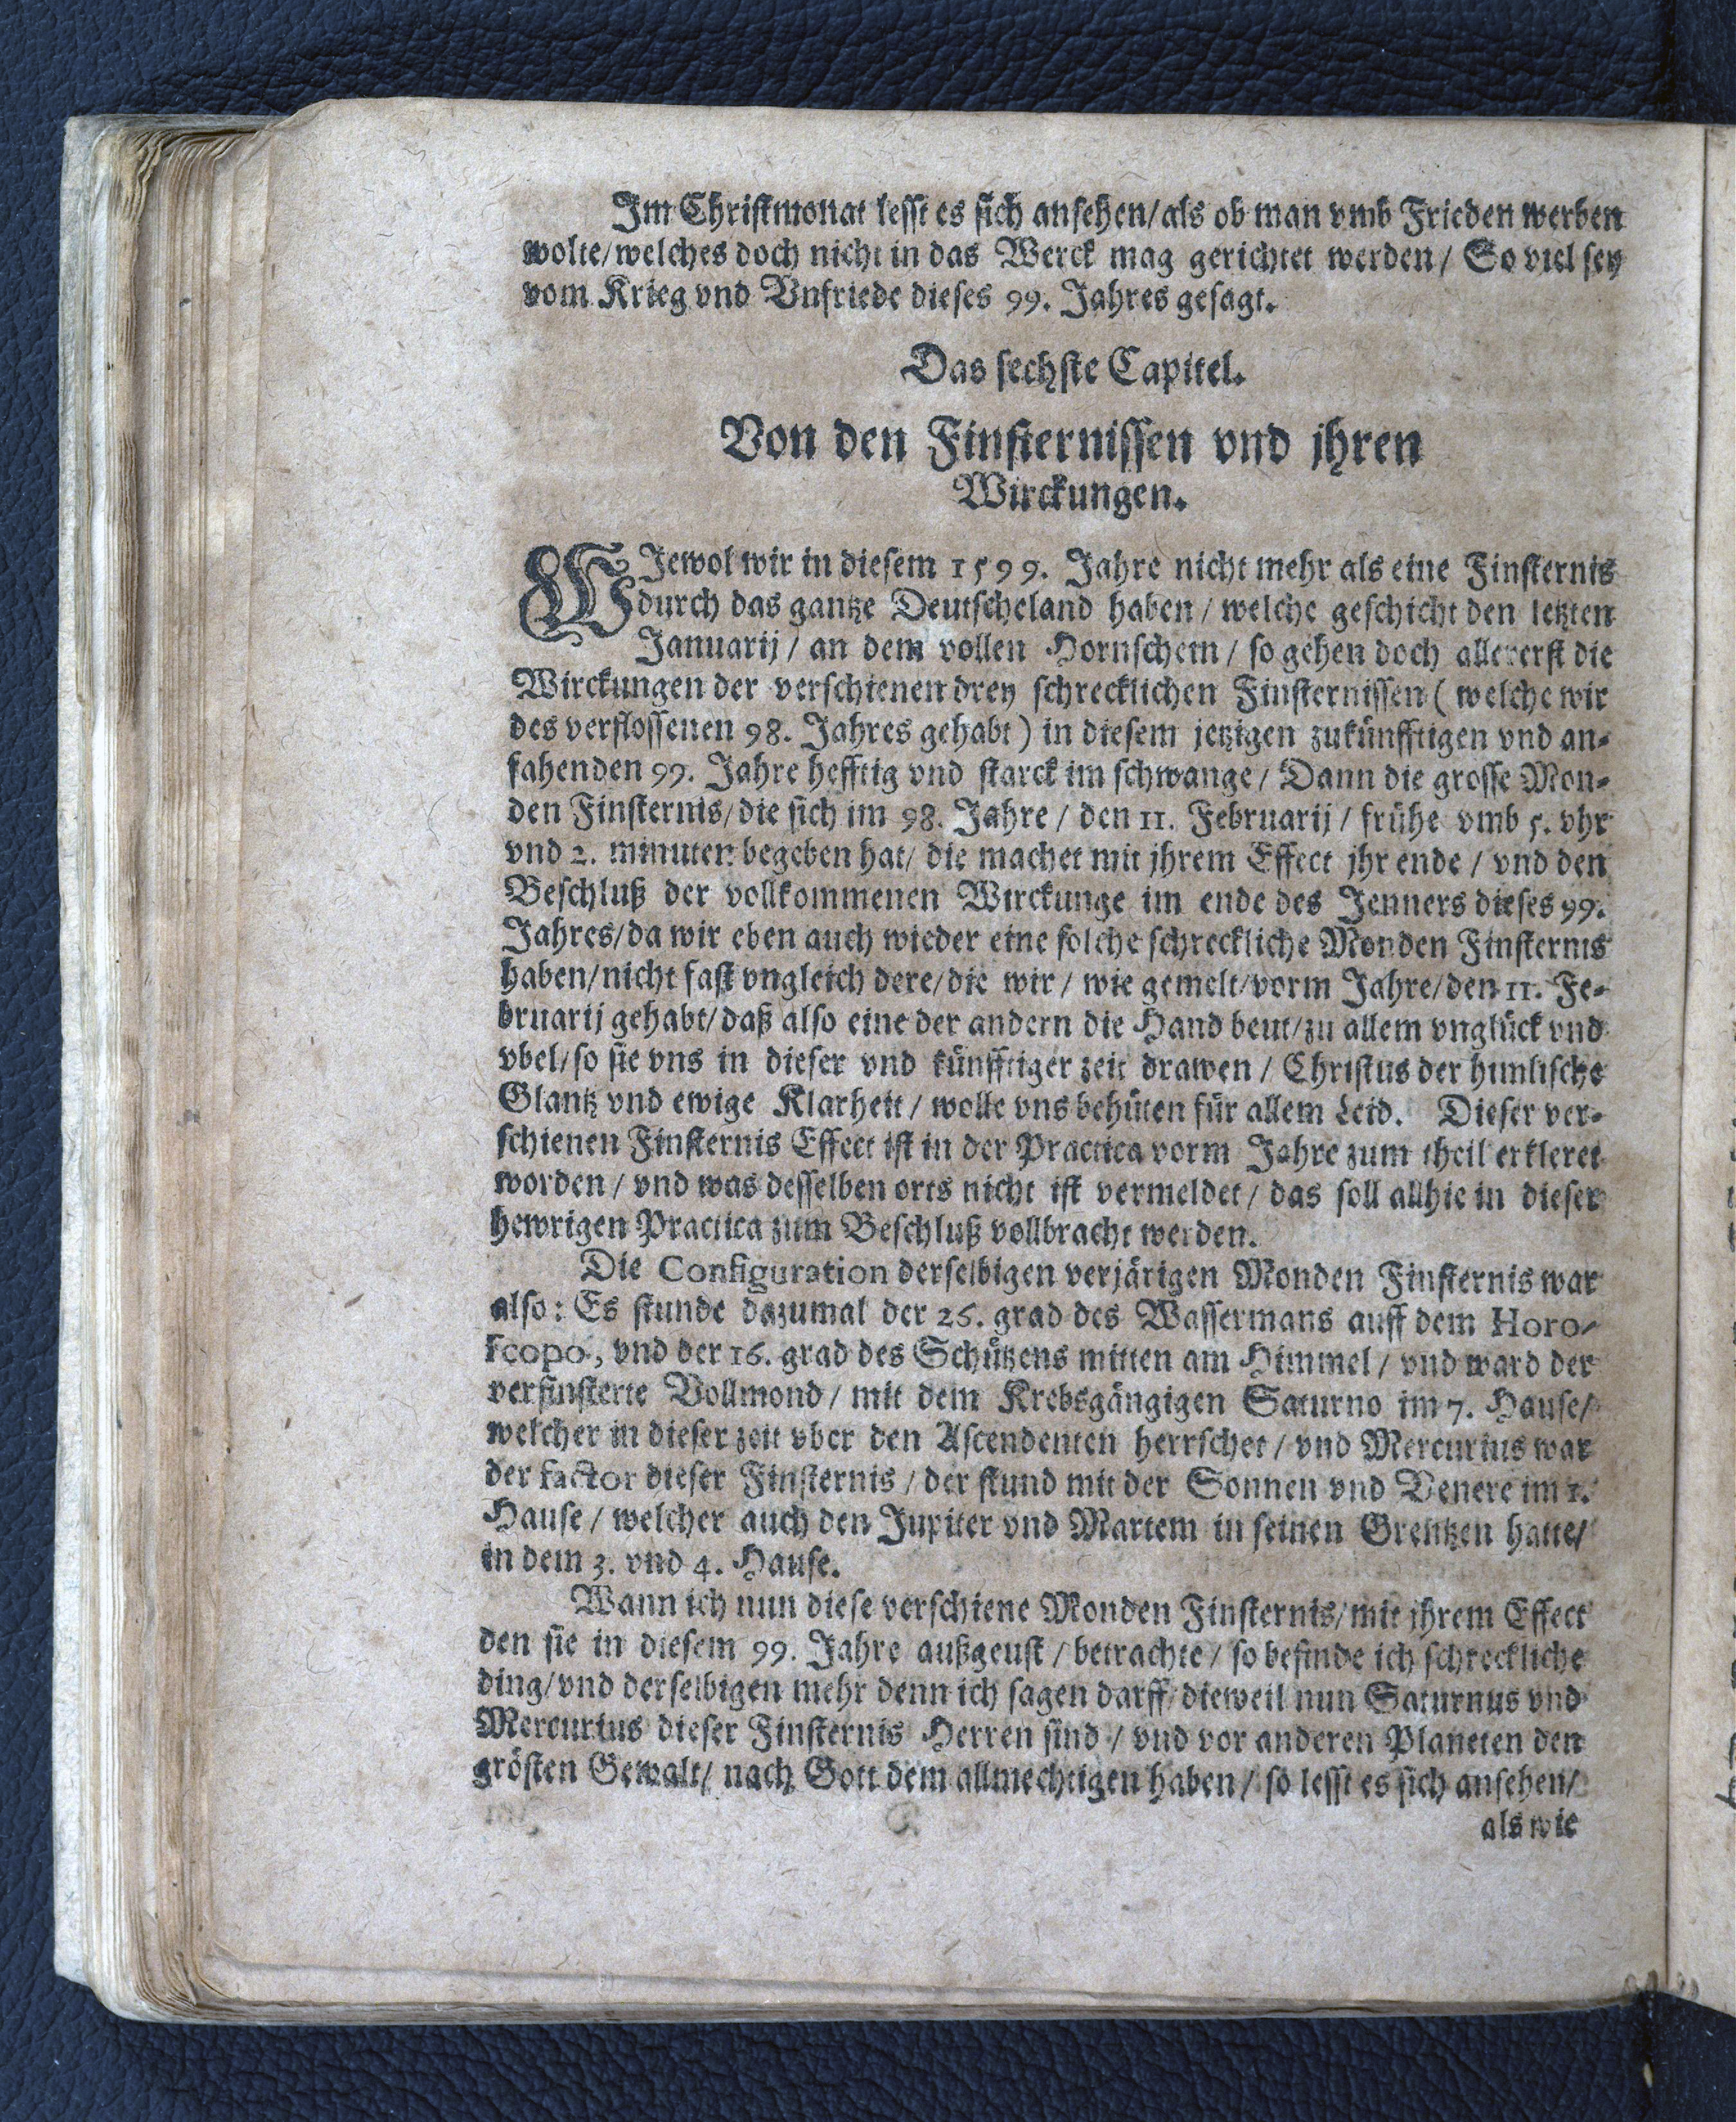 Im Christmonat lesst es sich ansehen/als ob man vmb Frieden werben
wolte/welches doch nicht in das Werck mag gerichtet werden/ So viel sey
vom Krieg vnd Vnfriede dieses 99. Jahres gesagt.
Das sechste Capitel.
Von den Finsternissen vnd jhren
Wirckungen.
WJewol wir in diesem 1599. Jahre nicht mehr als eine Finsternis
durch das gantze Deutscheland haben/ welche geschicht den letzten
Januarij/ an dem vollen Hornschein/ so gehen doch allererst die
Wirckungen der verschienen drey schrecklichen Finsternissen (welche wir
des verflossenen 98. Jahres gehabt) in diesem jetzigen zukünfftigen vnd an-
fahenden 99. Jahre hefftig vnd starck im schwange/ Dann die grosse Mon-
den Finsternis/die sich im 98. Jahre/ den 11. Februarij/ frühe vmb 5. vhr
vnd 2. minuten begeben hat/ die machet mit jhrem Effect jhr ende/ vnd den
Beschluß der vollkommenen Wirckunge im ende des Jenners dieses 99.
Jahres/da wir eben auch wieder eine solche schreckliche Monden Finsternis
haben/nicht fast vngleich dere/die wir/ wie gemelt/vorm Jahre/den 11. Fe-
bruarij gehabt/daß also eine der andern die Hand beut/zu allem vnglück vnd
vbel/so sie vns in dieser vnd künfftiger zeit drawen/ Christus der himlische
Glantz vnd ewige Klarheit/ wolle vns behüten für allem Leid. Dieser ver-
schienen Finsternis Effect ist in der Practica vorm Jahre zum theil erkleret
worden/ vnd was desselben orts nicht ist vermeldet/ das soll allhie in dieser
hewrigen Practica zum Beschluß vollbracht werden.
Die Configuration derselbigen verjärigen Monden Finsternis war
also: Es stunde dazumal der 26. grad des Wassermans auff dem Horo-
scopo, vnd der 16. grad des Schützens mitten am Himmel/ vnd ward der
verfinsterte Vollmond/ mit dem Krebsgängigen Saturno im 7. Hause/
welcher in dieser zeit vber den Ascendenten herrschet/ vnd Mercurius war
der factor dieser Finsternis/ der stund mit der Sonnen vnd Venere im 1.
Hause/ welcher auch den Jupiter vnd Martem in seinen Grentzen hatte/
in dem 3. vnd 4. Hause.
Wann ich nun diese verschiene Monden Finsternis/mit jhrem Effect
den sie in diesem 99. Jahre außgeust/ betrachte/ so befinde ich schreckliche
ding/vnd derselbigen mehr denn ich sagen darff/dieweil nun Saturnus vnd
Mercurius dieser Finsternis Herren sind/ vnd vor anderen Planeten den
grösten Gewalt/ nach Gott dem allmechtigen haben/ so lesst es sich ansehen/
als wie